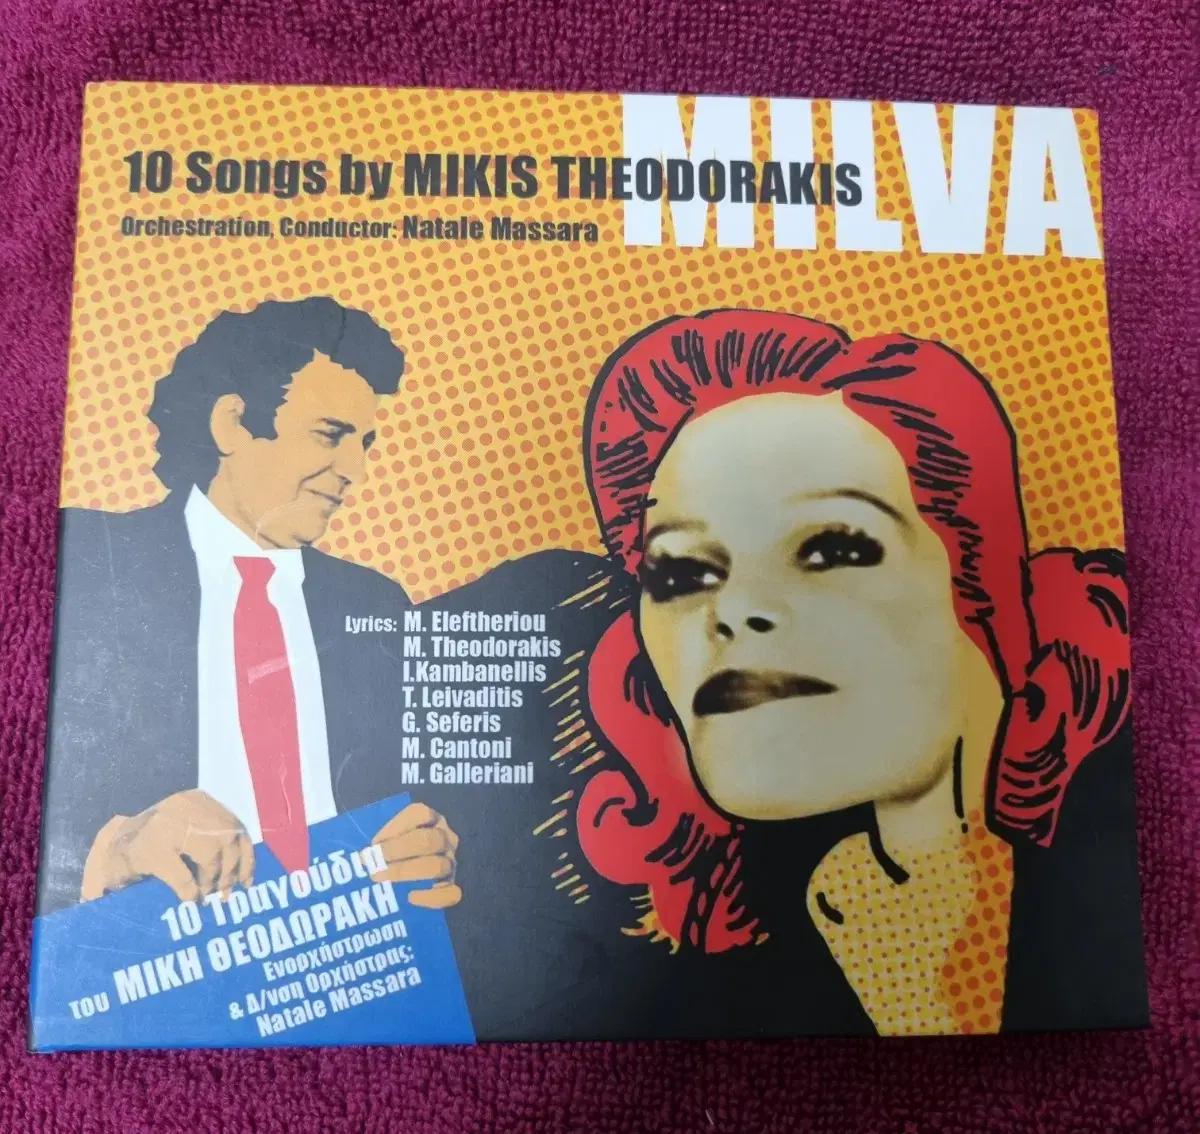 MILVA
10 Songs by MIKIS THEODORAKIS
Orchestration, Conductor: Natale Massara
Lyrics: M. Eleftheriou
M. Theodorakis
I.Kambanellis
T. Leivaditis
G. Seferis
M. Cantoni
M. Galleriani
10 Τραγούδια
του ΜΙΚΗ ΘΕΟΔΩΡΑΚΗ
Ενορχήστρωση
& Δ/νση Ορχήστρας:
Natale Massara